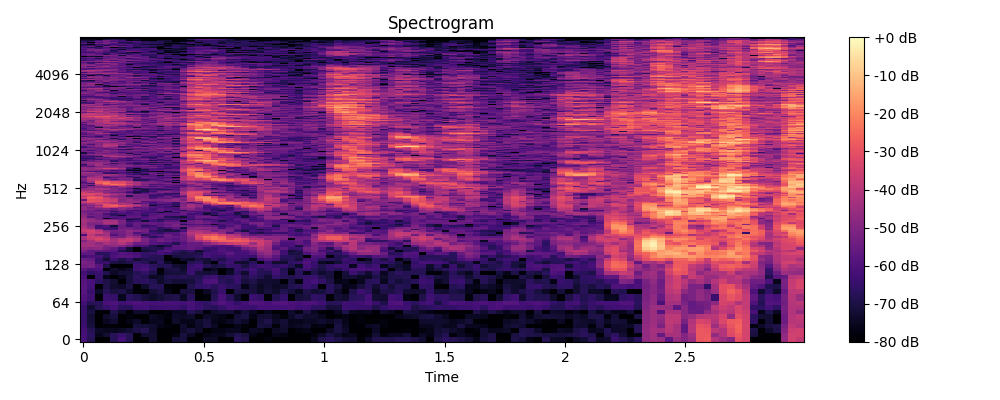 Spectrogram
4096
2048
1024
512
256
128
64
0
Hz
0
0.5
1
1.5
2
2.5
Time
+0 dB
-10 dB
-20 dB
-30 dB
-40 dB
-50 dB
-60 dB
-70 dB
-80 dB